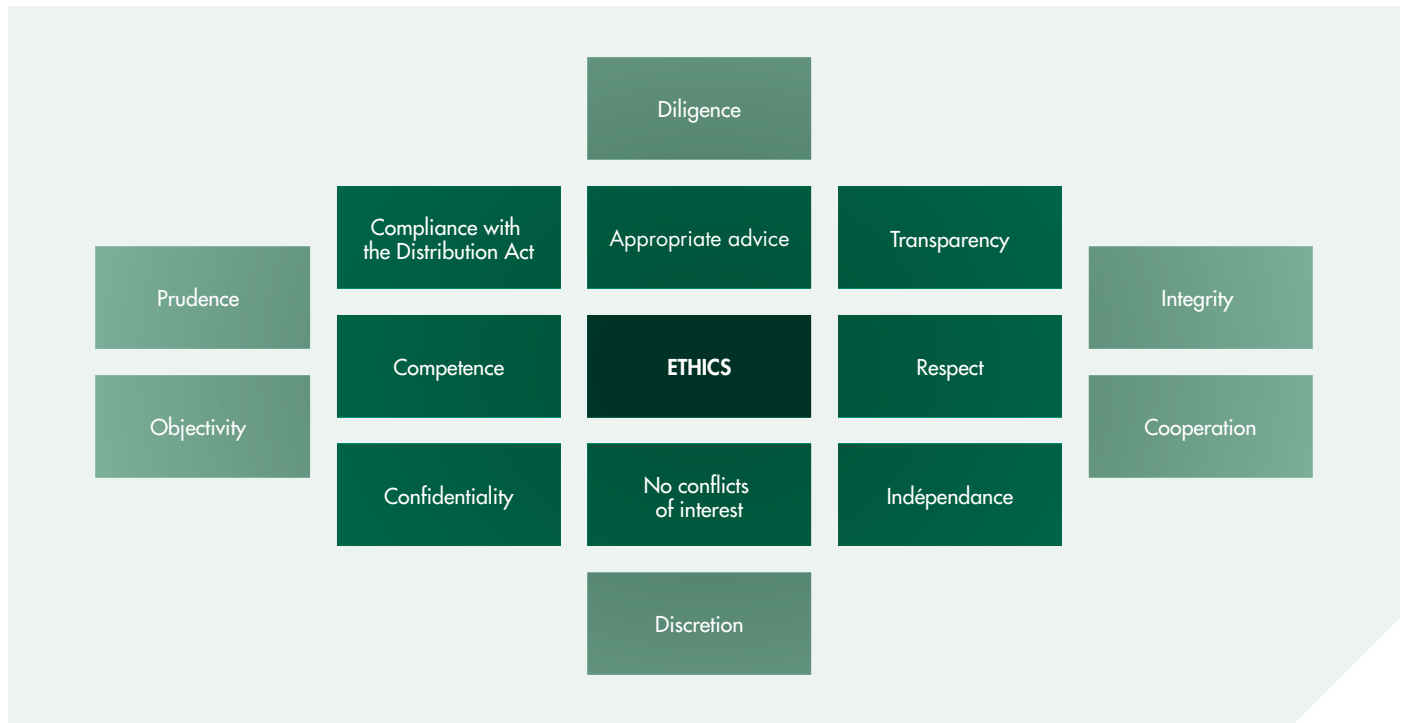 Diligence
Compliance with
the Distribution Act
Appropriate advice
Transparency
Prudence
Integrity
Competence
ETHICS
Respect
Objectivity
Cooperation
Confidentiality
No conflicts
of interest
Indépendance
Discretion